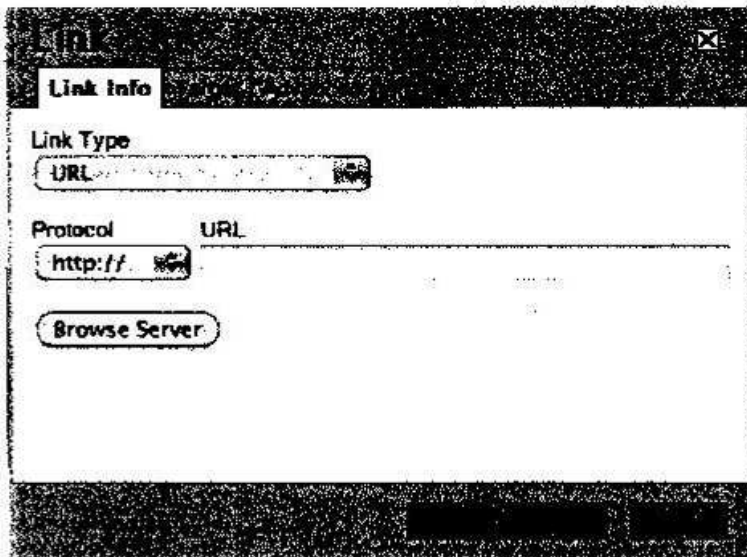 Link
Link Info
Link Type
URL
Protocol
URL
http://
Browse Server